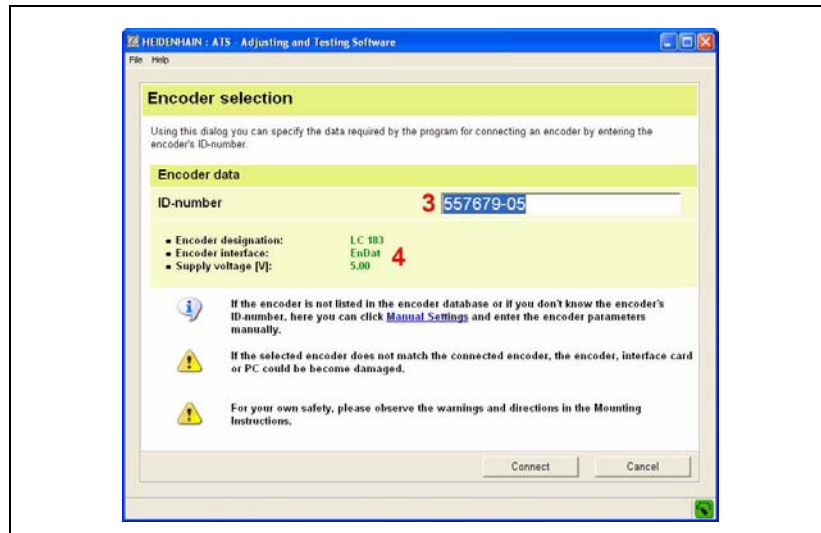 HEIDENHAIN : ATS - Adjusting and Testing Software
File Help
Encoder selection
Using this dialog you can specify the data required by the program for connecting an encoder by entering the
encoder's ID-number.
Encoder data
ID-number 3 557679-05
• Encoder designation: LC 183
• Encoder interface: EnDat 4
• Supply voltage [V]: 5.00
If the encoder is not listed in the encoder database or if you don't know the encoder's
ID-number, here you can click Manual Settings and enter the encoder parameters
manually.
If the selected encoder does not match the connected encoder, the encoder, interface card
or PC could be become damaged.
For your own safety, please observe the warnings and directions in the Mounting
Instructions.
Connect Cancel